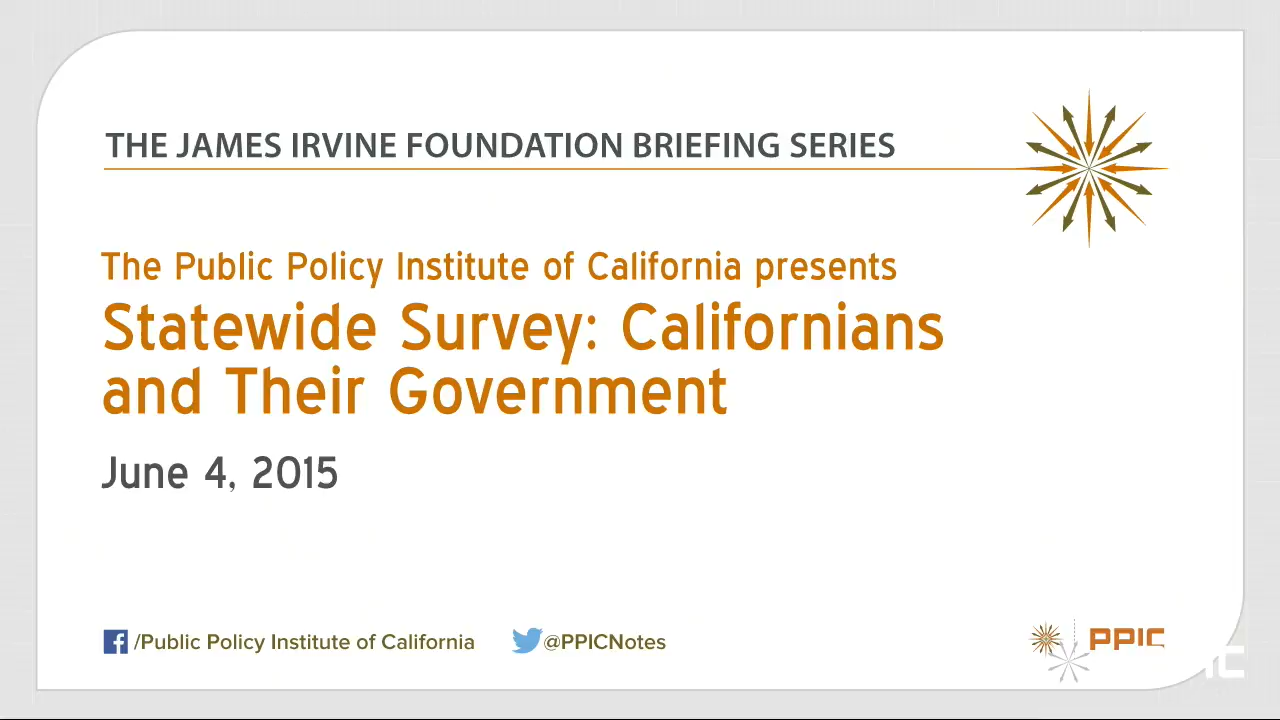 THE JAMES IRVINE FOUNDATION BRIEFING SERIES
The Public Policy Institute of California presents
Statewide Survey: Californians
and Their Government
June 4, 2015
/Public Policy Institute of California
@PPICNotes
PPIC